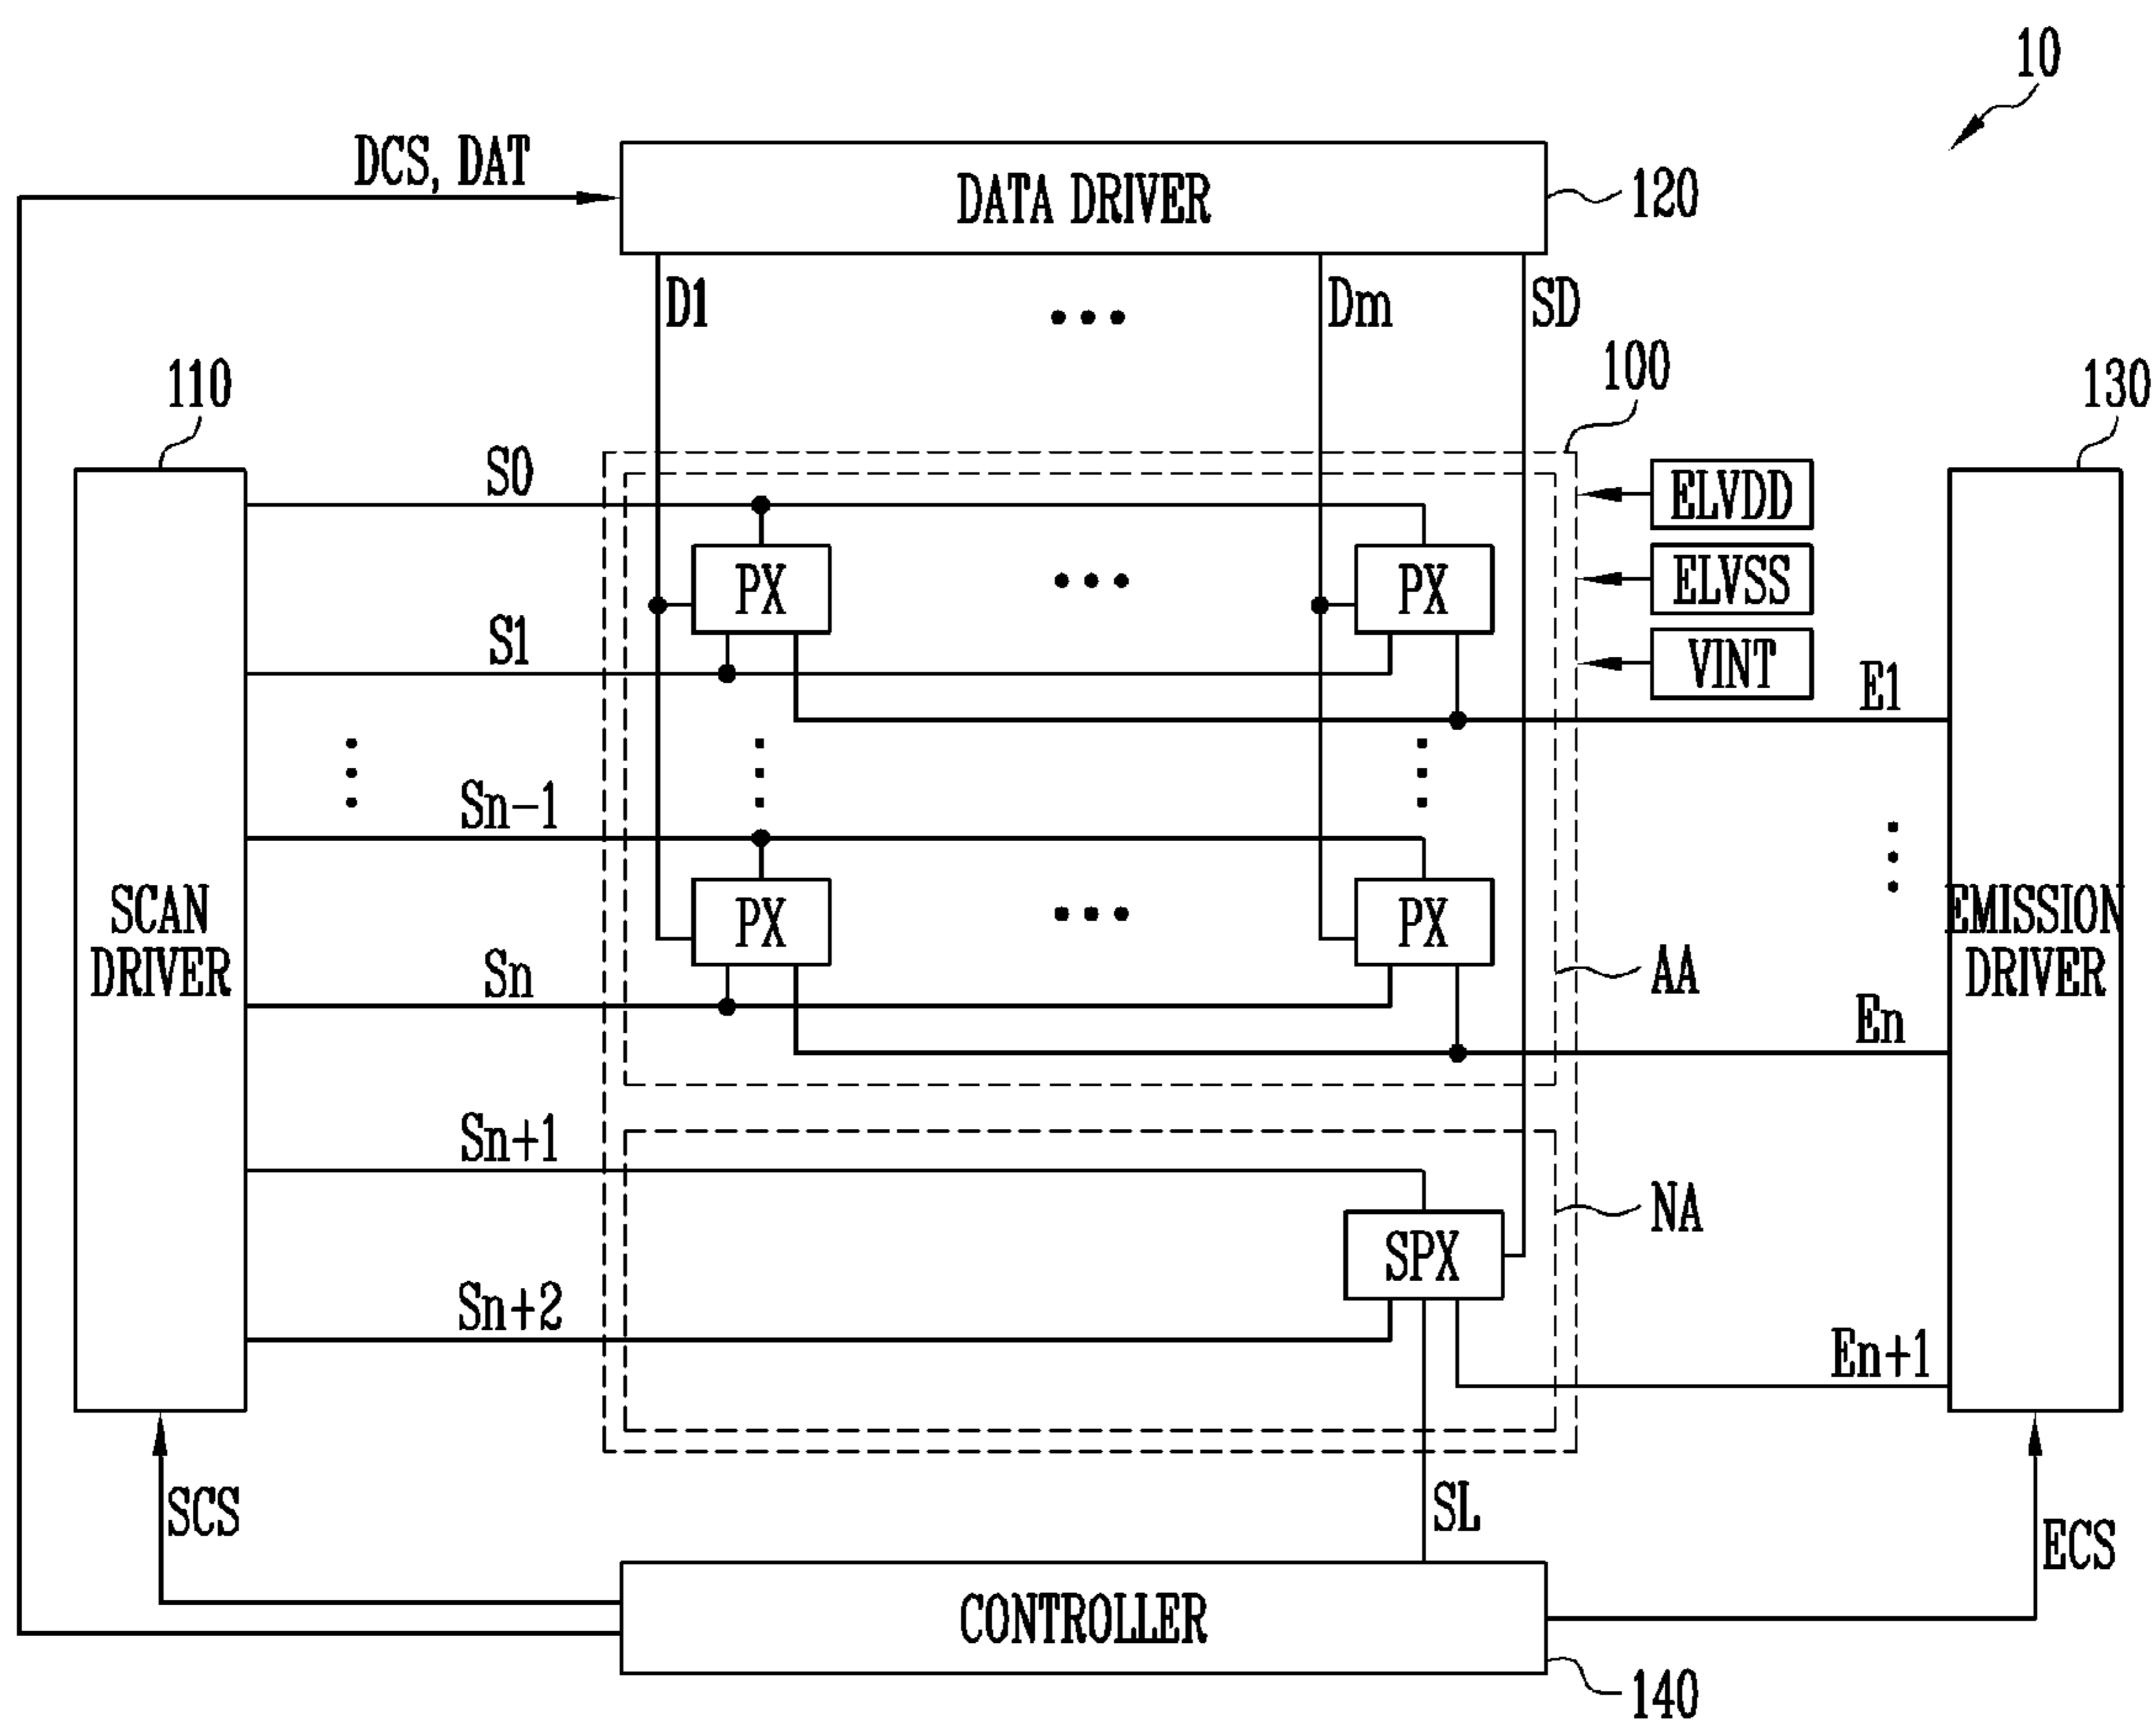 10
DCS, DAT
DATA DRIVER
120
D1
Dm
SD
100
110
130
S0
ELVDD
PX
PX
ELVSS
S1
VINT
E1
Sn-1
SCAN
DRIVER
PX
PX
EMISSION
DRIVER
Sn
AA
En
Sn+1
NA
SPX
Sn+2
En+1
SCS
SL
ECS
CONTROLLER
140